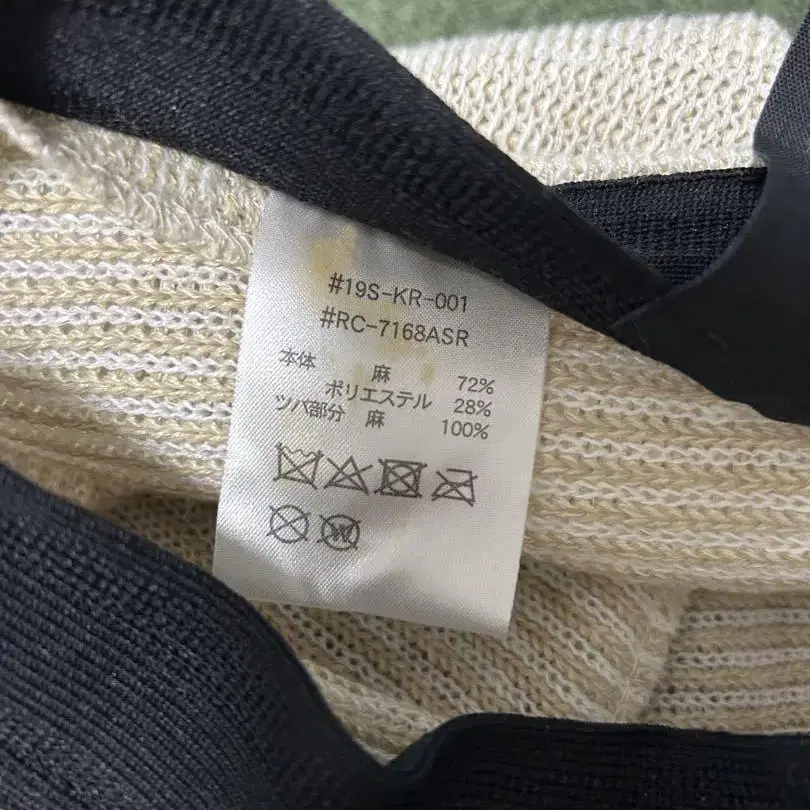 #19S-KR-001
#RC-7168ASR
本体 麻 72%
ポリエステル 28%
ツバ部分 麻 100%
W